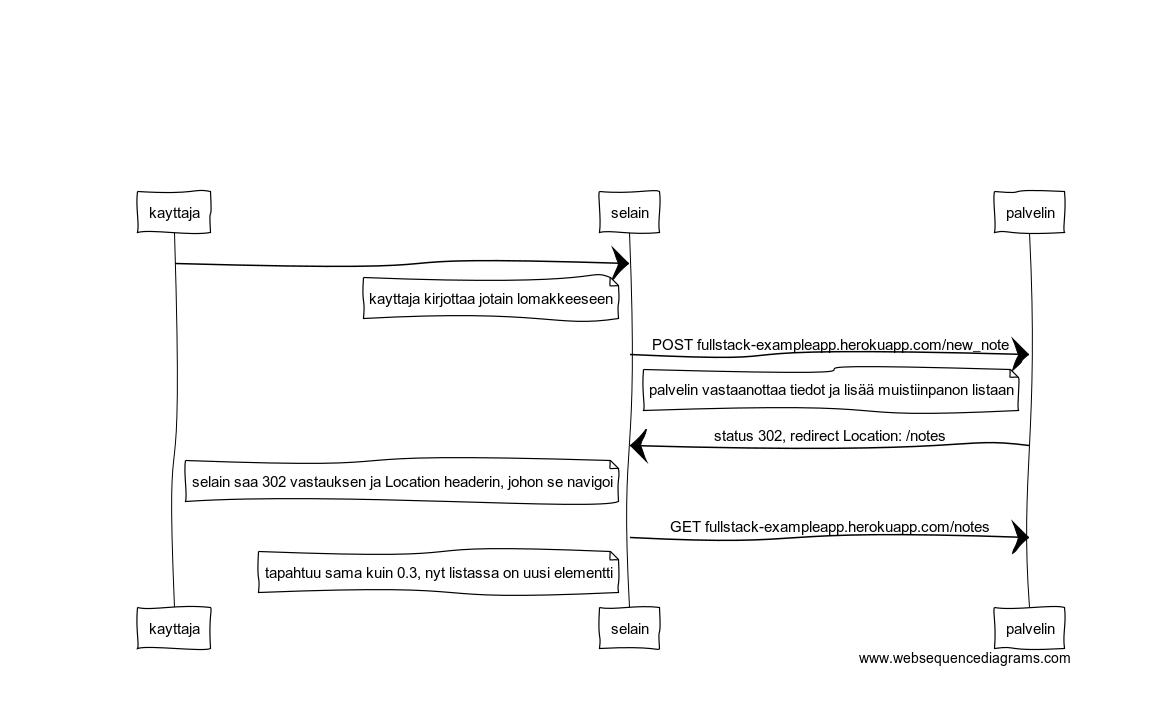 kayttaja
selain
palvelin
kayttaja kirjottaa jotain lomakkeeseen
POST fullstack-exampleapp.herokuapp.com/new_note
palvelin vastaanottaa tiedot ja lisää muistiinpanon listaan
status 302, redirect Location: /notes
selain saa 302 vastauksen ja Location headerin, johon se navigoi
GET fullstack-exampleapp.herokuapp.com/notes
tapahtuu sama kuin 0.3, nyt listassa on uusi elementti
kayttaja
selain
palvelin
www.websequencediagrams.com